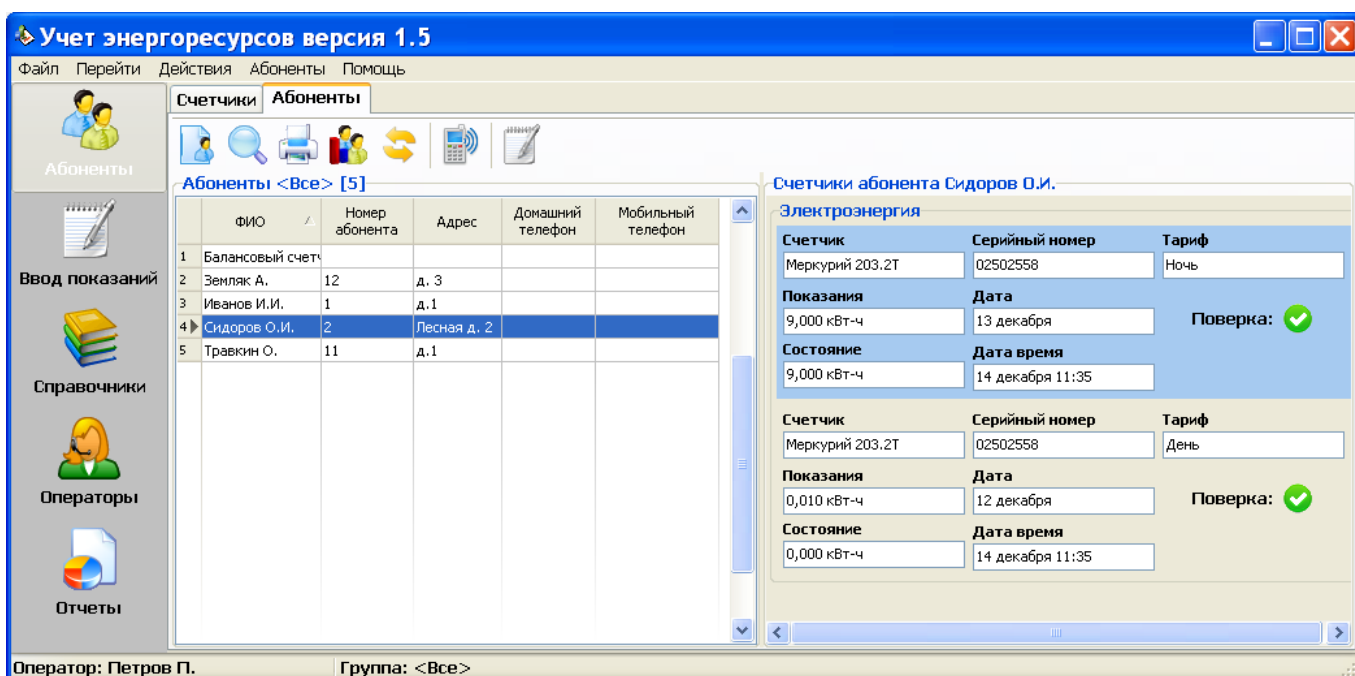 Учет энергоресурсов версия 1.5
Файл Перейти Действия Абоненты Помощь
Абоненты
Ввод показаний
Справочники
Операторы
Отчеты
Счетчики Абоненты
Абоненты <Все> [5]
ФИО Номер абонента Адрес Домашний телефон Мобильный телефон
1 Балансовый счетч
2 Земляк А. 12 д. 3
3 Иванов И.И. 1 д.1
4 Сидоров О.И. 2 Лесная д. 2
5 Травкин О. 11 д.1
Счетчики абонента Сидоров О.И.
Электроэнергия
Счетчик Серийный номер Тариф
Меркурий 203.2Т 02502558 Ночь
Показания Дата
9,000 кВт-ч 13 декабря Поверка:
Состояние Дата время
9,000 кВт-ч 14 декабря 11:35
Счетчик Серийный номер Тариф
Меркурий 203.2Т 02502558 День
Показания Дата
0,010 кВт-ч 12 декабря Поверка:
Состояние Дата время
0,000 кВт-ч 14 декабря 11:35
Оператор: Петров П. Группа: <Все>